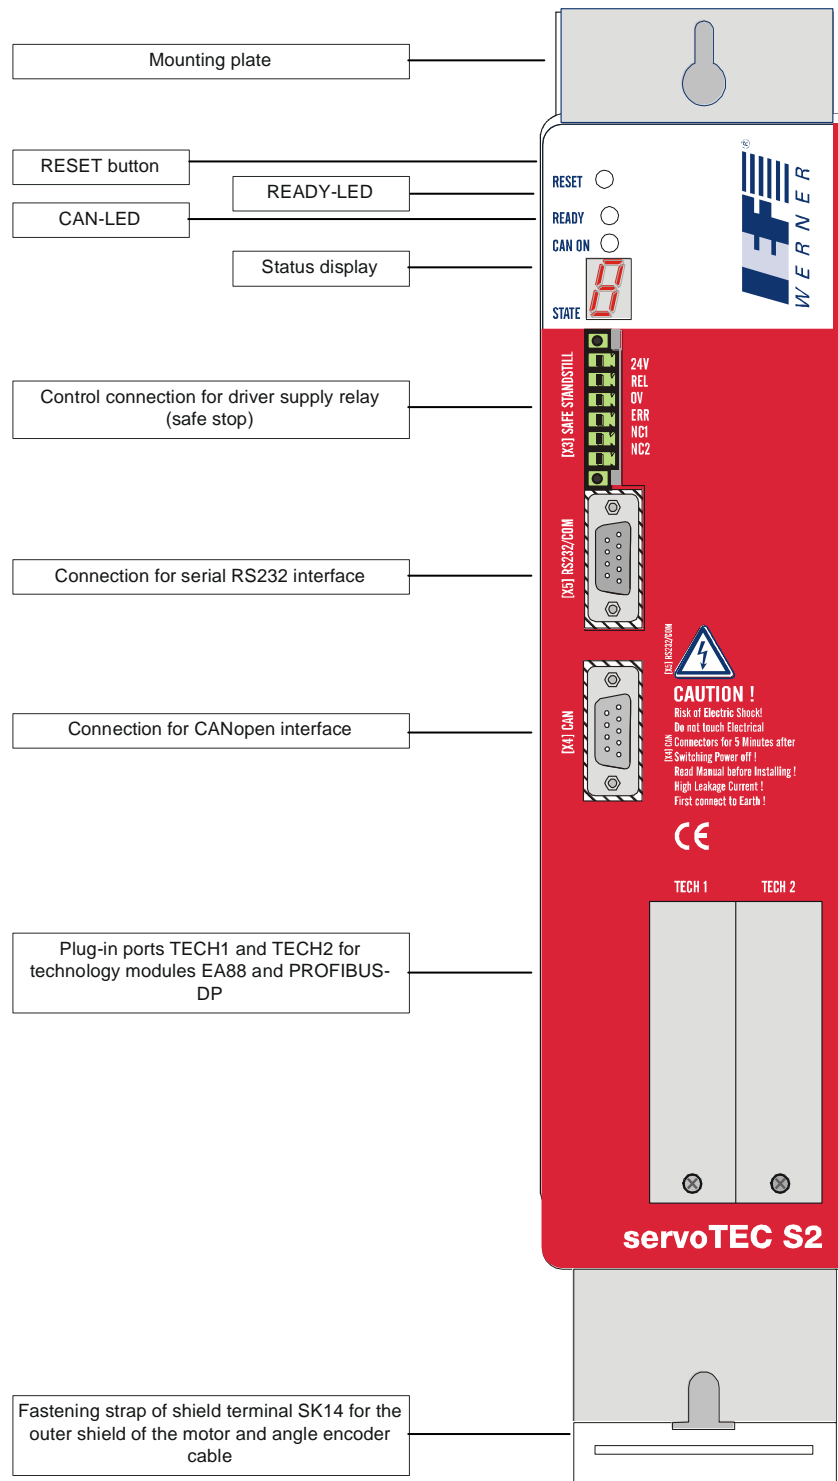 Mounting plate
RESET button
READY-LED
CAN-LED
Status display
Control connection for driver supply relay
(safe stop)
Connection for serial RS232 interface
Connection for CANopen interface
Plug-in ports TECH1 and TECH2 for
technology modules EA88 and PROFIBUS-
DP
Fastening strap of shield terminal SK14 for the
outer shield of the motor and angle encoder
cable
RESET
READY
CAN ON
STATE
8
IEF
®
WERNER
[X3] SAFE STANDSTILL
24V
REL
0V
ERR
NC1
NC2
[X5] RS232/COM
[X4] CAN
[X5] RS232/COM
[X4] CAN
CAUTION !
Risk of Electric Shock!
Do not touch Electrical
Connectors for 5 Minutes after
Switching Power off !
Read Manual before Installing !
High Leakage Current !
First connect to Earth !
CE
TECH 1
TECH 2
servoTEC S2